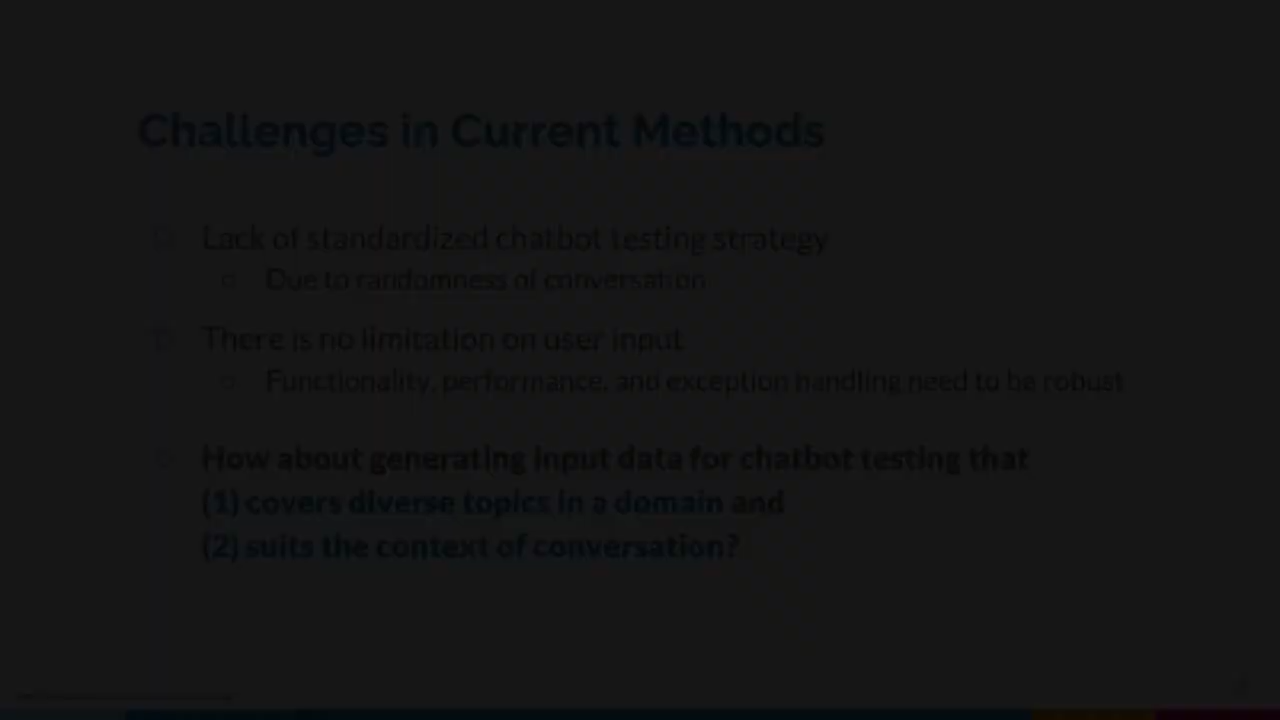 Challenges in Current Methods
Lack of standardized chatbot testing strategy
Due to randomness of conversation
There is no limitation on user input
Functionality, performance, and exception handling need to be robust
How about generating input data for chatbot testing that
(1) covers diverse topics in a domain and
(2) suits the context of conversation?